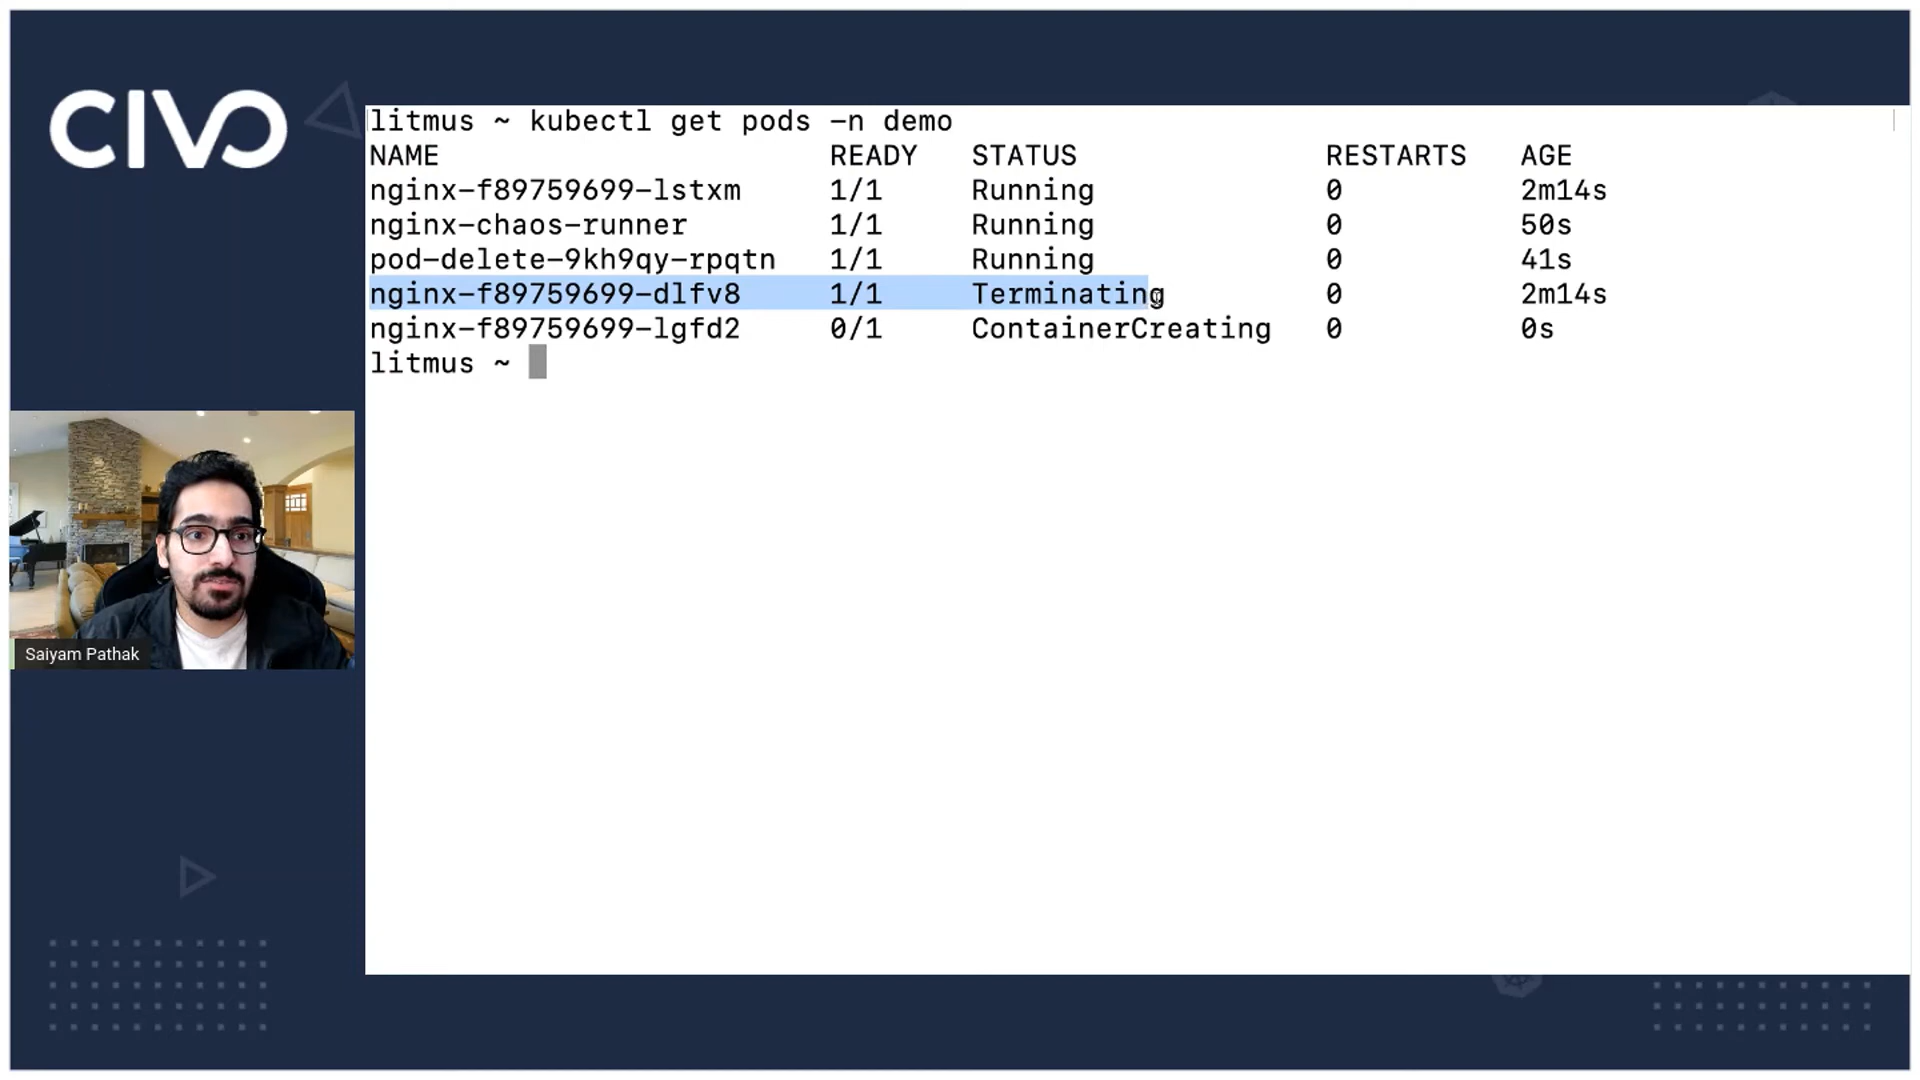 CIVO
litmus ~ kubectl get pods -n demo
NAME READY STATUS RESTARTS AGE
nginx-f89759699-lstxm 1/1 Running 0 2m14s
nginx-chaos-runner 1/1 Running 0 50s
pod-delete-9kh9qy-rpqtn 1/1 Running 0 41s
nginx-f89759699-dlfv8 1/1 Terminating 0 2m14s
nginx-f89759699-lgfd2 0/1 ContainerCreating 0 0s
litmus ~
Saiyam Pathak